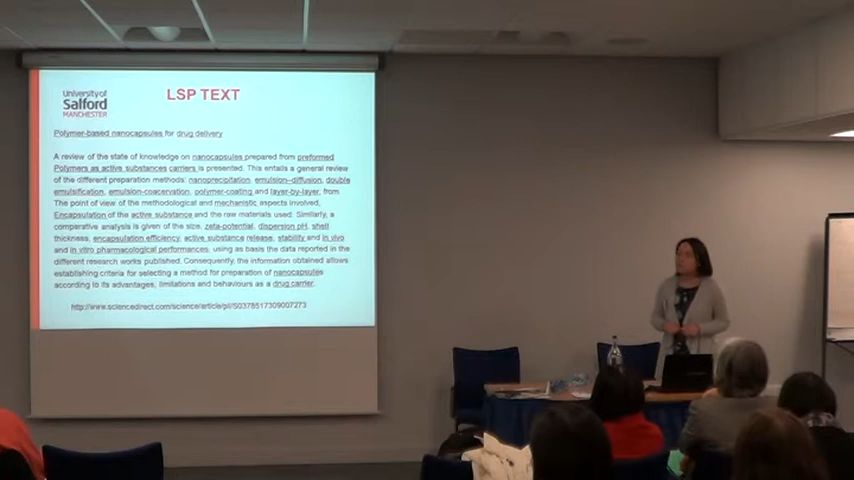 University of
Salford
MANCHESTER
LSP TEXT
Polymer-based nanocapsules for drug delivery
A review of the state of knowledge on nanocapsules prepared from preformed
Polymers as active substances carriers is presented. This entails a general review
of the different preparation methods: nanoprecipitation, emulsion–diffusion, double
emulsification, emulsion-coacervation, polymer-coating and layer-by-layer, from
The point of view of the methodological and mechanistic aspects involved,
Encapsulation of the active substance and the raw materials used. Similarly, a
comparative analysis is given of the size, zeta-potential, dispersion pH, shell
thickness, encapsulation efficiency, active substance release, stability and in vivo
and in vitro pharmacological performances, using as basis the data reported in the
different research works published. Consequently, the information obtained allows
establishing criteria for selecting a method for preparation of nanocapsules
according to its advantages, limitations and behaviours as a drug carrier.
http://www.sciencedirect.com/science/article/pii/S0378517309007273